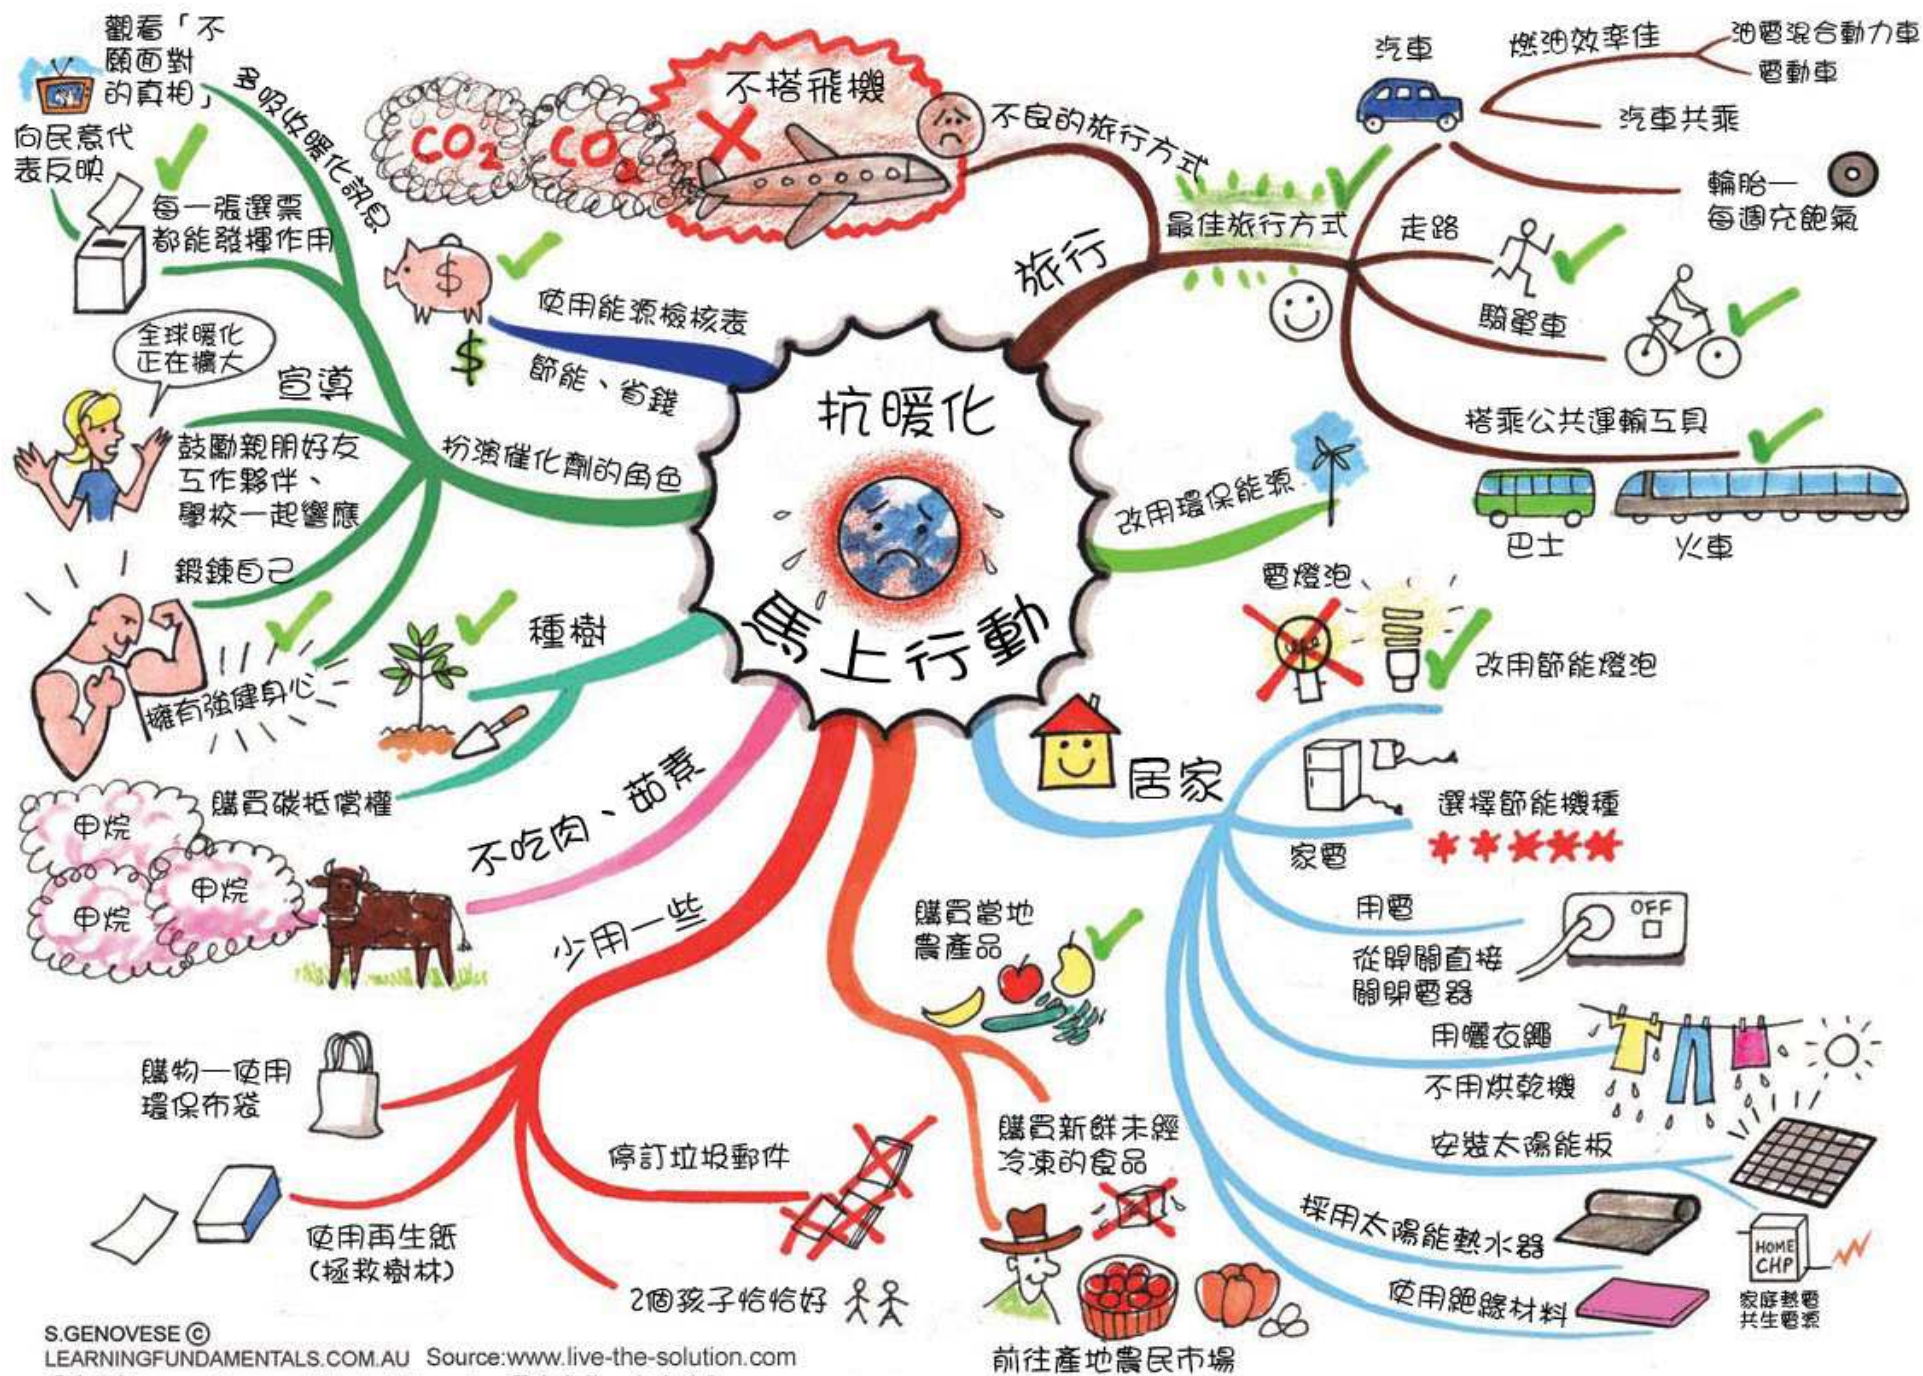 抗暖化
馬上行動
旅行
不良的旅行方式
不搭飛機
CO2
CO2
最佳旅行方式
汽車
燃油效率佳
油電混合動力車
電動車
汽車共乘
輪胎—
每週充飽氣
走路
騎單車
搭乘公共運輸工具
巴士
火車
改用環保能源
居家
電燈泡
改用節能燈泡
選擇節能機種
家電
用電
從開關直接
關閉電器
OFF
用曬衣繩
不用烘乾機
安裝太陽能板
HOME
CHP
家庭熱電
共生電源
採用太陽能熱水器
使用絕緣材料
購買當地
農產品
購買新鮮未經
冷凍的食品
前往產地農民市場
少用一些
購物—使用
環保布袋
使用再生紙
(拯救樹林)
停訂垃圾郵件
2個孩子恰恰好
不吃肉、茹素
甲烷
甲烷
甲烷
種樹
購買碳抵償權
扮演催化劑的角色
多吸收暖化訊息
觀看「不
願面對
的真相」
向民意代
表反映
每一張選票
都能發揮作用
宣導
全球暖化
正在擴大
鼓勵親朋好友
工作夥伴、
學校一起響應
鍛鍊自己
擁有強健身心
使用能源檢核表
節能、省錢
$
$
S.GENOVESE ©
LEARNINGFUNDAMENTALS.COM.AU Source:www.live-the-solution.com